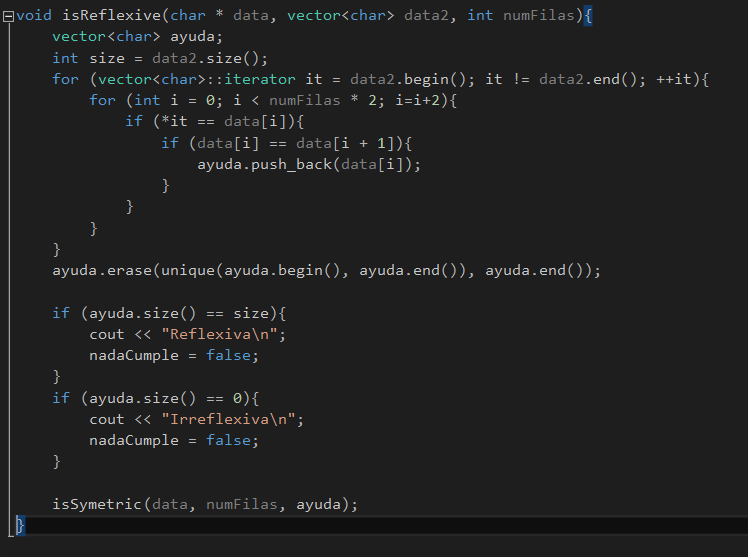 void isReflexive(char * data, vector<char> data2, int numFilas){
    vector<char> ayuda;
    int size = data2.size();
    for (vector<char>::iterator it = data2.begin(); it != data2.end(); ++it){
        for (int i = 0; i < numFilas * 2; i=i+2){
            if (*it == data[i]){
                if (data[i] == data[i + 1]){
                    ayuda.push_back(data[i]);
                }
            }
        }
    }
    ayuda.erase(unique(ayuda.begin(), ayuda.end()), ayuda.end());

    if (ayuda.size() == size){
        cout << "Reflexiva\n";
        nadaCumple = false;
    }
    if (ayuda.size() == 0){
        cout << "Irreflexiva\n";
        nadaCumple = false;
    }

    isSymetric(data, numFilas, ayuda);
}